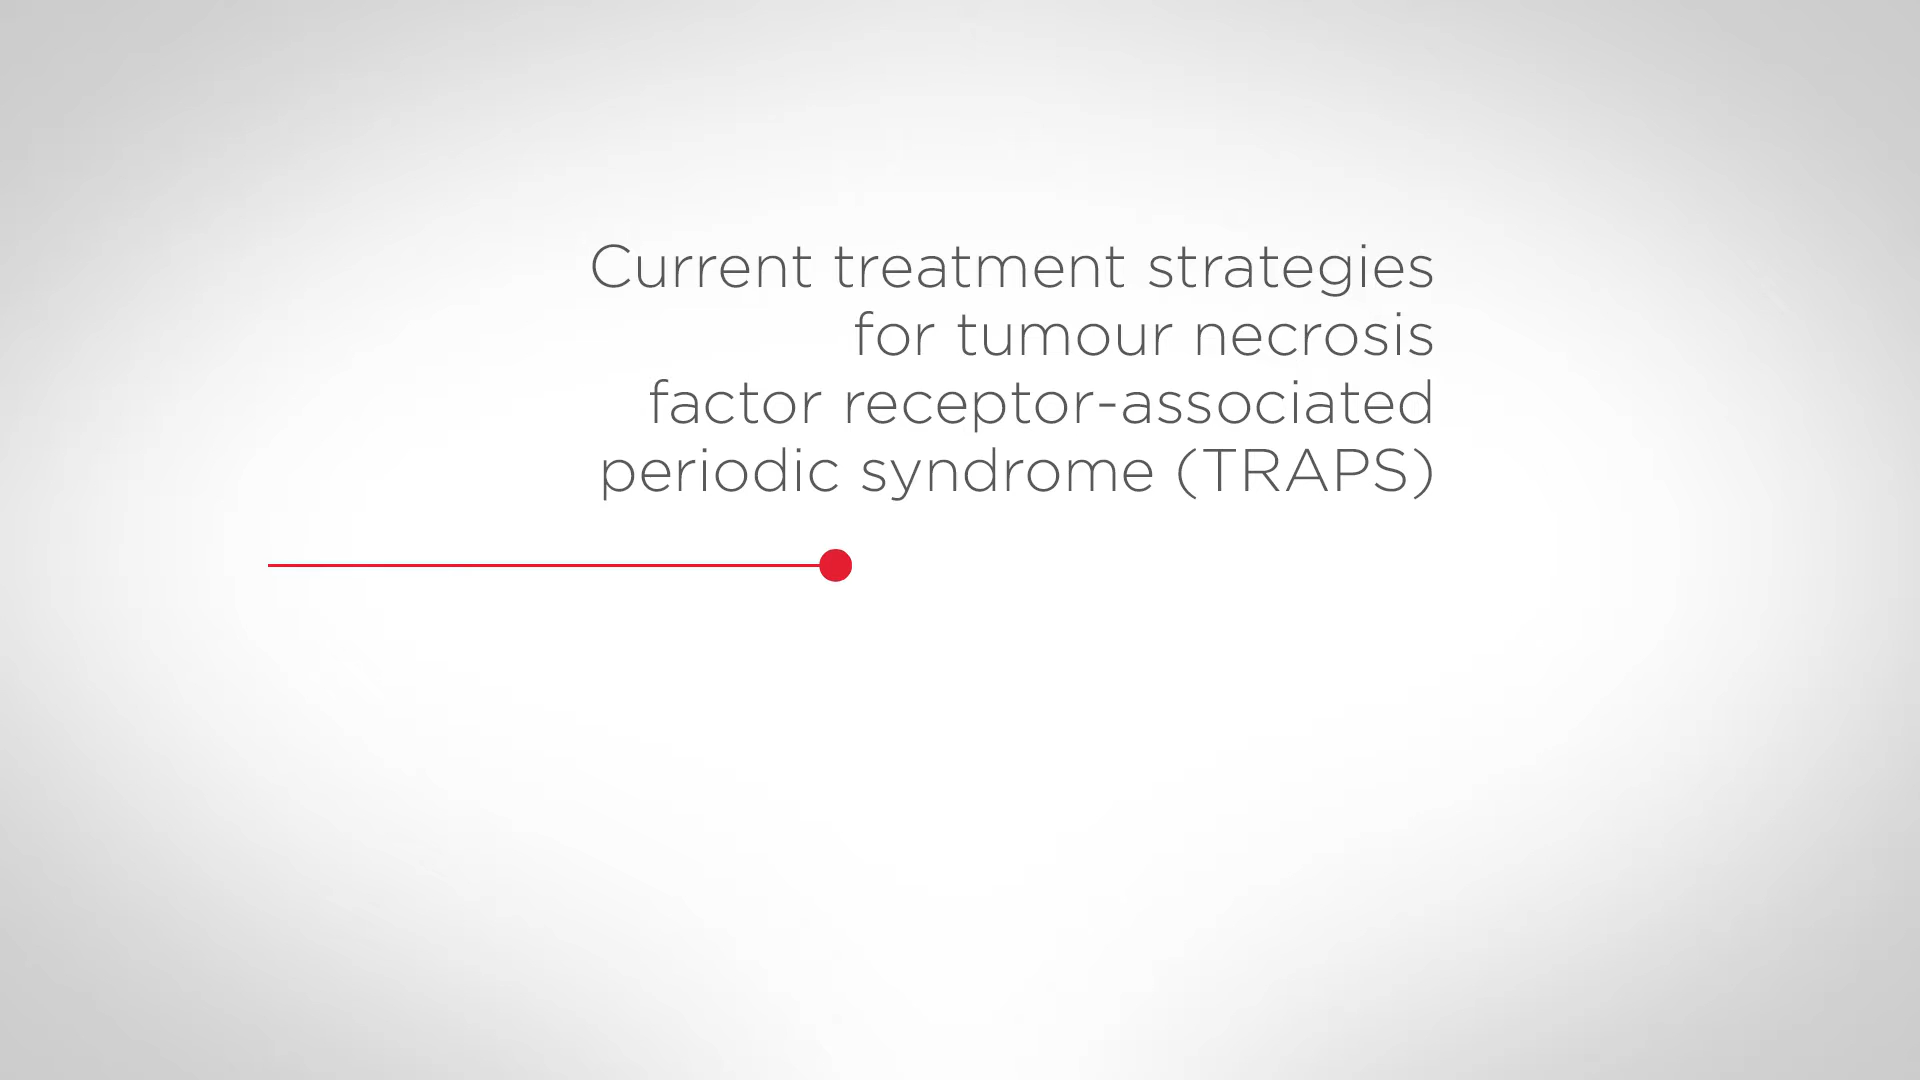 Current treatment strategies
for tumour necrosis
factor receptor-associated
periodic syndrome (TRAPS)